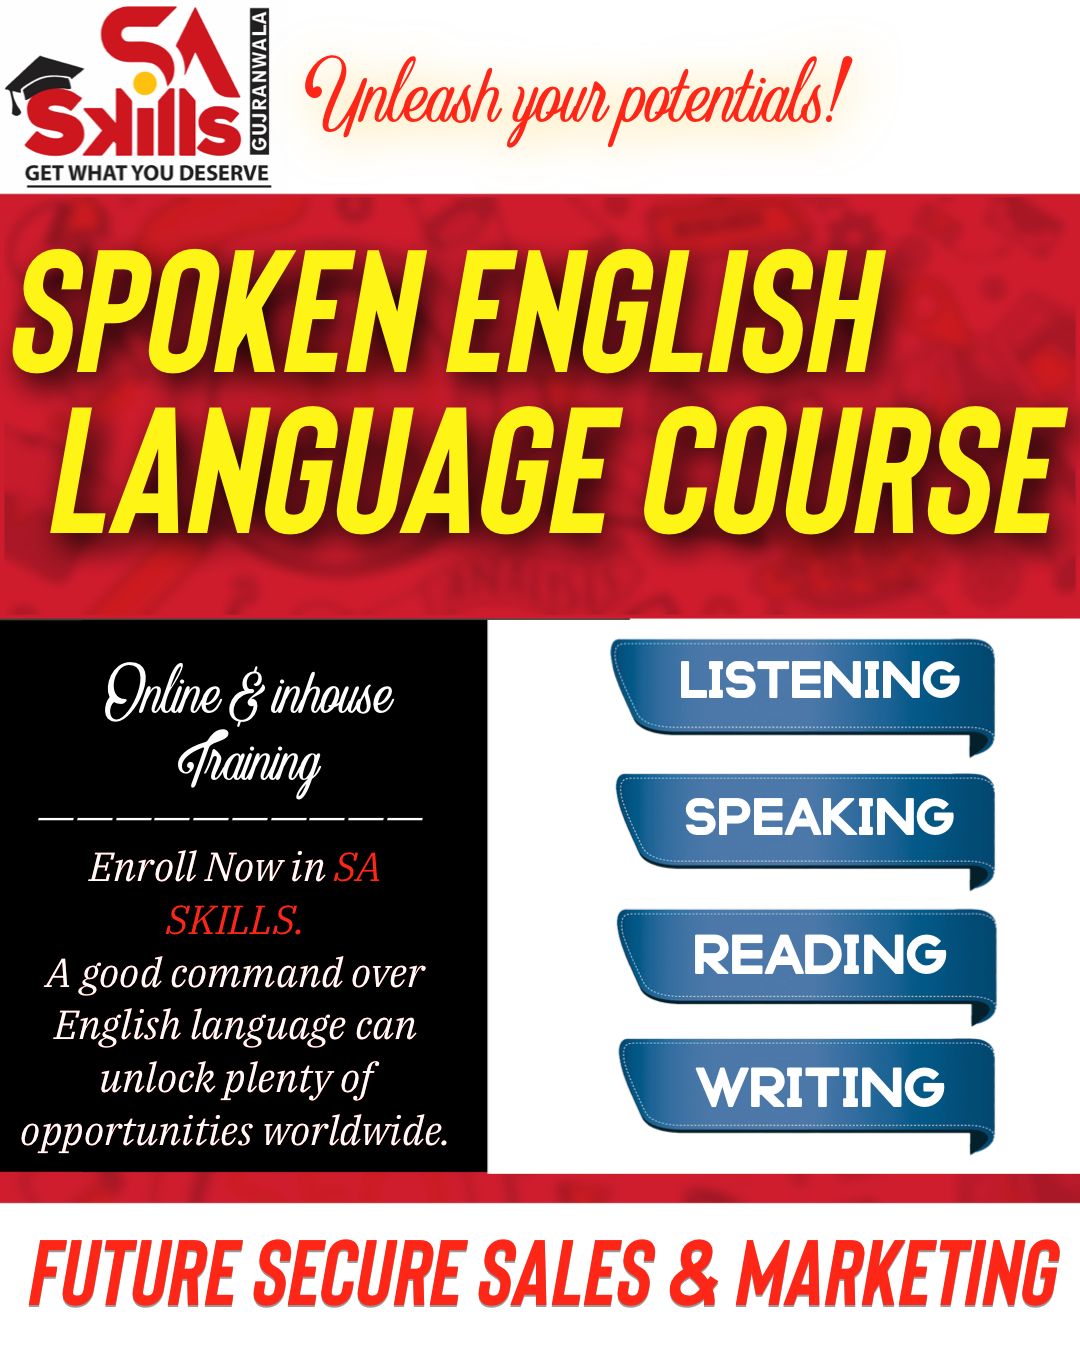 SA
Skills
GUJRANWALA
GET WHAT YOU DESERVE
Unleash your potentials!
SPOKEN ENGLISH
LANGUAGE COURSE
Online & inhouse
Training
——————————
Enroll Now in SA
SKILLS.
A good command over
English language can
unlock plenty of
opportunities worldwide.
LISTENING
SPEAKING
READING
WRITING
FUTURE SECURE SALES & MARKETING